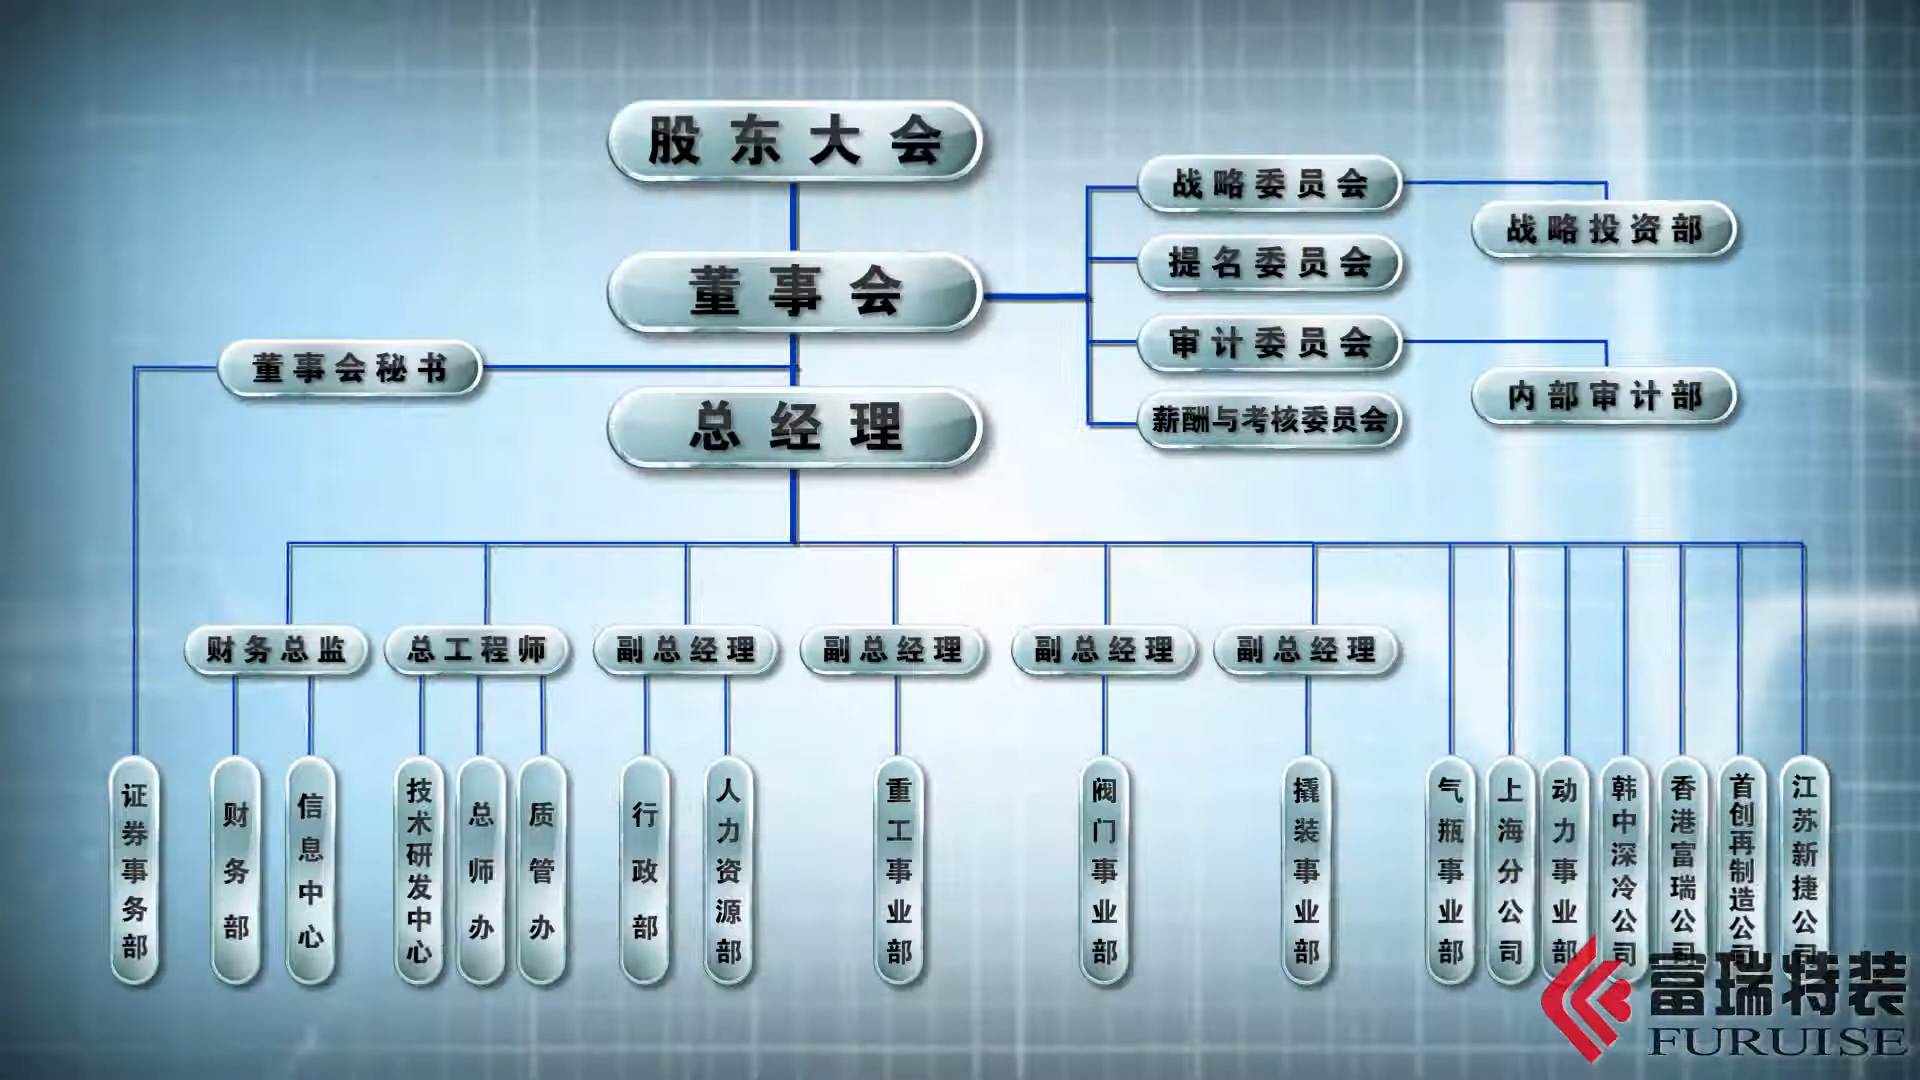 股东大会
董事会
战略委员会
战略投资部
提名委员会
审计委员会
内部审计部
薪酬与考核委员会
董事会秘书
总经理
财务总监
总工程师
副总经理
副总经理
副总经理
副总经理
证券事务部
财务部
信息中心
技术研发中心
总师办
质管办
行政部
人力资源部
重工事业部
阀门事业部
撬装事业部
气瓶事业部
上海分公司
动力事业部
韩中深冷公司
香港富瑞公司
首创再制造公司
江苏新捷公司
富瑞特装
FURUISE